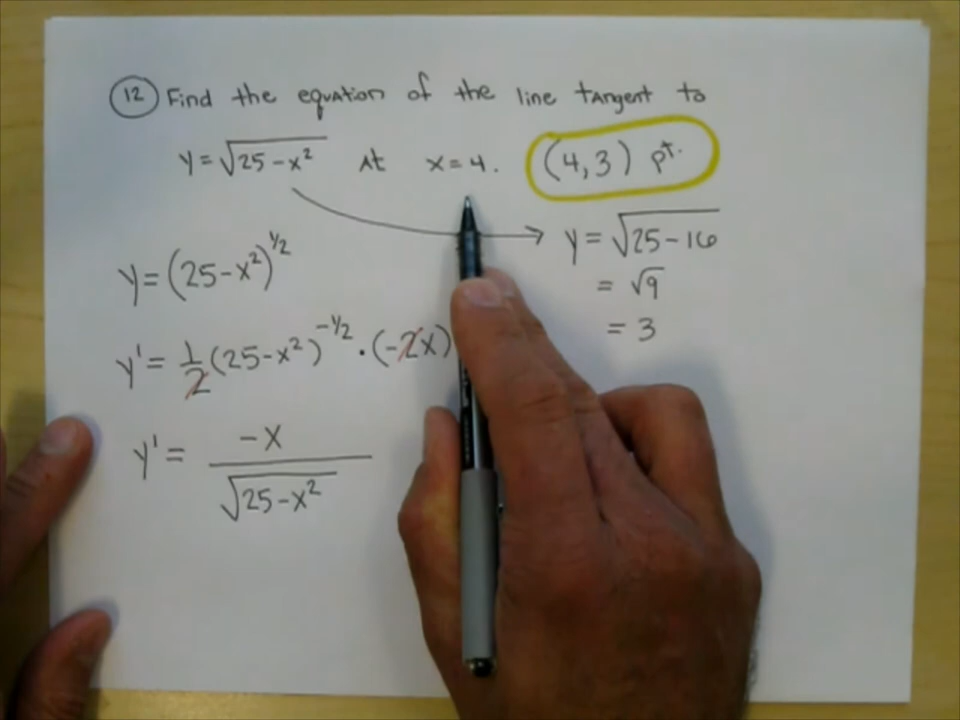 12 Find the equation of the line tangent to
y = √25 - x² at x = 4. (4,3) pt.
y = √25 - 16
= √9
= 3
y = (25 - x²)^1/2
y' = 1/2 (25 - x²)^-1/2 · (-2x)
y' = -x / √25 - x²